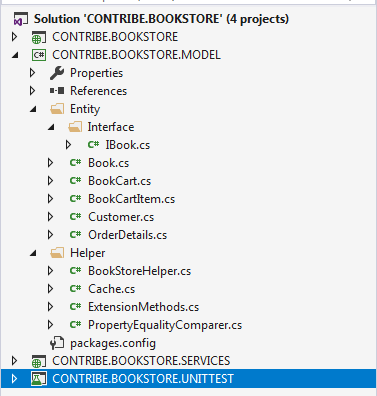 Solution 'CONTRIBE.BOOKSTORE' (4 projects)
CONTRIBE.BOOKSTORE
C# CONTRIBE.BOOKSTORE.MODEL
Properties
References
Entity
Interface
C# IBook.cs
C# Book.cs
C# BookCart.cs
C# BookCartItem.cs
C# Customer.cs
C# OrderDetails.cs
Helper
C# BookStoreHelper.cs
C# Cache.cs
C# ExtensionMethods.cs
C# PropertyEqualityComparer.cs
packages.config
CONTRIBE.BOOKSTORE.SERVICES
CONTRIBE.BOOKSTORE.UNITTEST